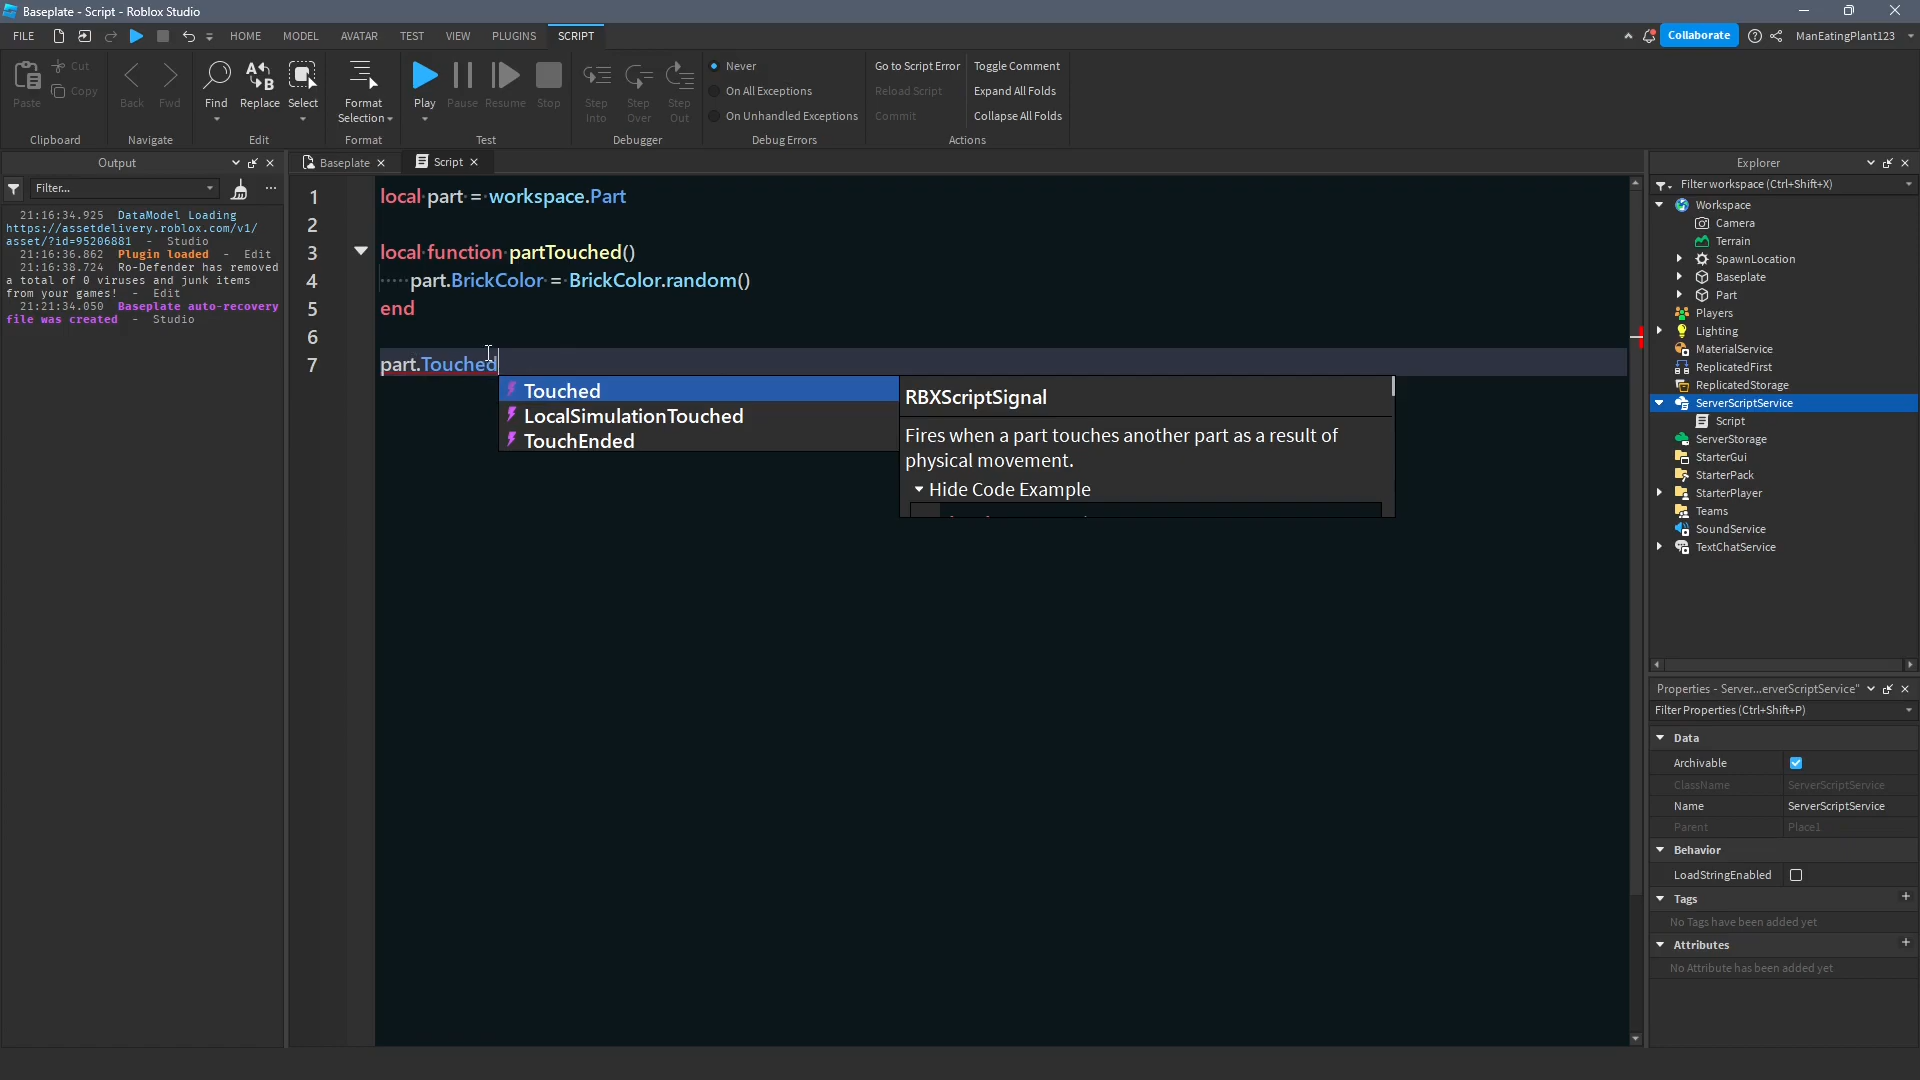 Baseplate - Script - Roblox Studio
FILE HOME MODEL AVATAR TEST VIEW PLUGINS SCRIPT Collaborate ManEatingPlant123
Paste Cut Copy
Clipboard
Back Fwd
Navigate
Find Replace Select
Edit
Format Selection
Format
Play Pause Resume Stop
Test
Step Into Step Over Step Out
Debugger
Never
On All Exceptions
On Unhandled Exceptions
Debug Errors
Go to Script Error Toggle Comment
Reload Script Expand All Folds
Commit Collapse All Folds
Actions
Output
Filter...
21:16:34.925 DataModel Loading
https://assetdelivery.roblox.com/v1/
asset/?id=95206881 - Studio
21:16:36.862 Plugin loaded - Edit
21:16:38.724 Ro-Defender has removed
a total of 0 viruses and junk items
from your games! - Edit
21:21:34.050 Baseplate auto-recovery
file was created - Studio
Baseplate Script
1 local part = workspace.Part
2
3 local function partTouched()
4 part.BrickColor = BrickColor.random()
5 end
6
7 part.Touched
Touched
LocalSimulationTouched
TouchEnded
RBXScriptSignal
Fires when a part touches another part as a result of
physical movement.
Hide Code Example
Explorer
Filter workspace (Ctrl+Shift+X)
Workspace
Camera
Terrain
SpawnLocation
Baseplate
Part
Players
Lighting
MaterialService
ReplicatedFirst
ReplicatedStorage
ServerScriptService
Script
ServerStorage
StarterGui
StarterPack
StarterPlayer
Teams
SoundService
TextChatService
Properties - Server...erverScriptService"
Filter Properties (Ctrl+Shift+P)
Data
Archivable
ClassName ServerScriptService
Name ServerScriptService
Parent Place1
Behavior
LoadStringEnabled
Tags
No Tags have been added yet
Attributes
No Attribute has been added yet